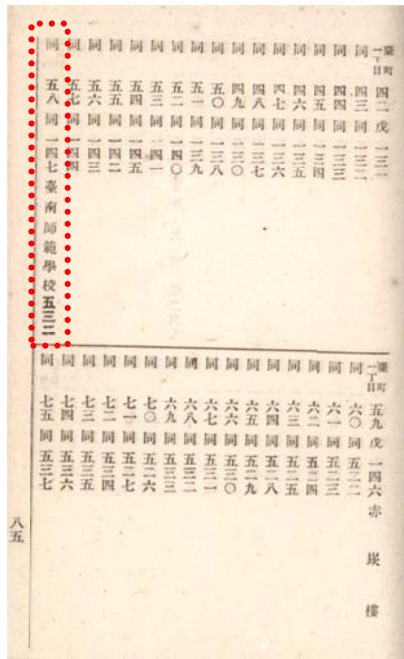 臺町一丁目 四二 戊 一三一
同 四三 同 一三二
同 四四 同 一三三
同 四五 同 一三四
同 四六 同 一三五
同 四七 同 一三六
同 四八 同 一三七
同 四九 同 一三〇
同 五〇 同 一三八
同 五一 同 一三九
同 五二 同 一四〇
同 五三 同 一四一
同 五四 同 一四五
同 五五 同 一四二
同 五六 同 一四三
同 五七 同 一四四
同 五八 同 一四七 臺南師範學校 五三二
臺町一丁目 五九 戊 一四六 赤崁樓
同 六〇 同 五二二
同 六一 同 五二三
同 六二 同 五二四
同 六三 同 五二五
同 六四 同 五二八
同 六五 同 五二九
同 六六 同 五三〇
同 六七 同 五三一
同 六八 同 五三二
同 六九 同 五三三
同 七〇 同 五二六
同 七一 同 五二七
同 七二 同 五三四
同 七三 同 五三五
同 七四 同 五三六
同 七五 同 五三七
八五